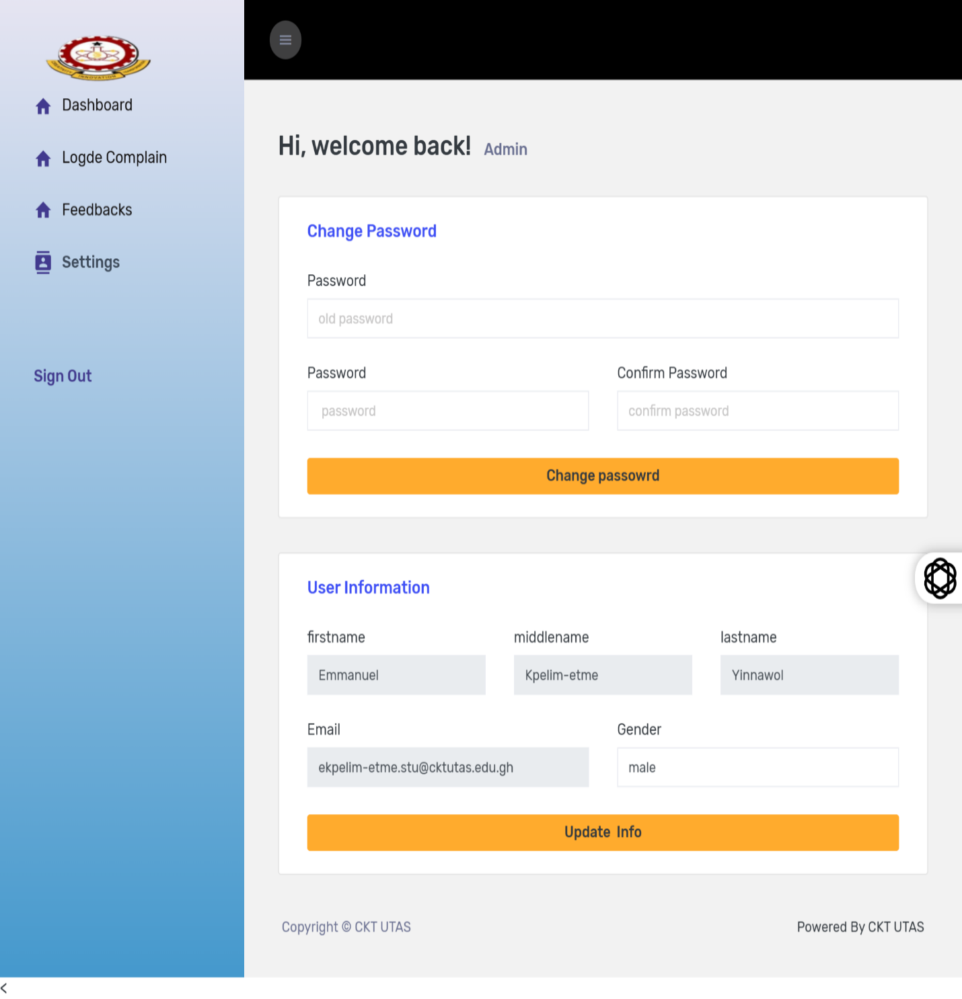 INNOVATION
Dashboard
Logde Complain
Feedbacks
Settings
Sign Out
Hi, welcome back! Admin
Change Password
Password
old password
Password Confirm Password
password confirm password
Change passowrd
User Information
firstname middlename lastname
Emmanuel Kpelim-etme Yinnawol
Email Gender
ekpelim-etme.stu@cktutas.edu.gh male
Update Info
Copyright © CKT UTAS Powered By CKT UTAS
<